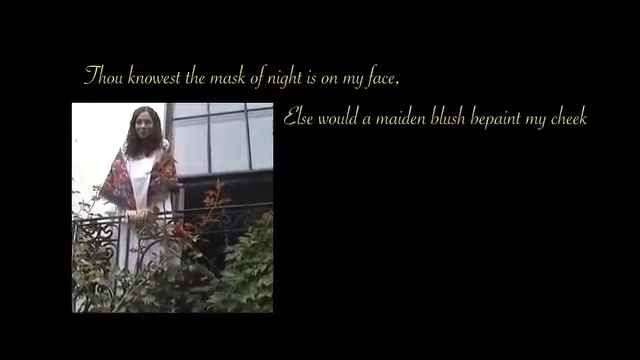 Thou knowest the mask of night is on my face,
Else would a maiden blush bepaint my cheek